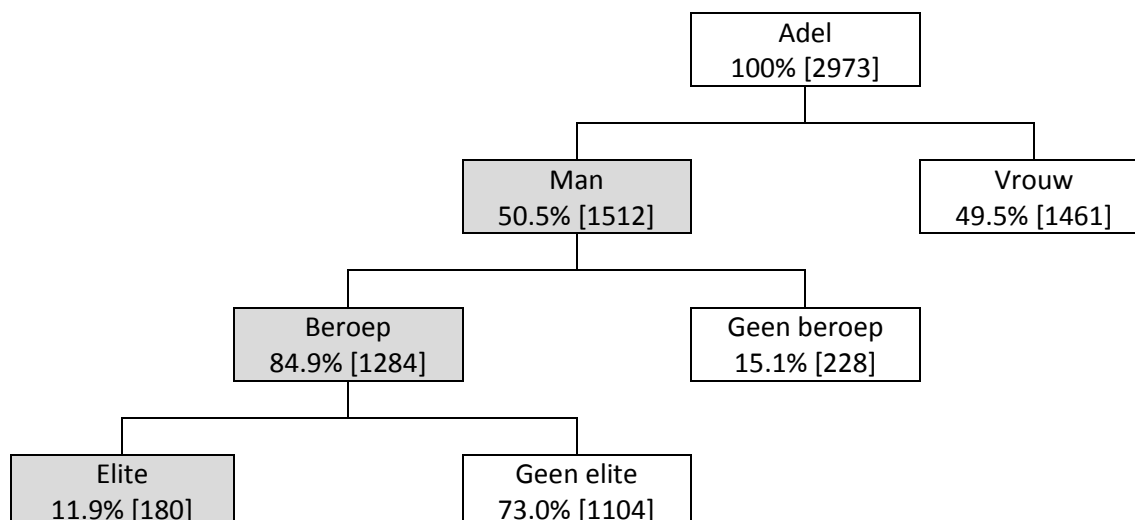 Adel
100% [2973]
Man
50.5% [1512]
Vrouw
49.5% [1461]
Beroep
84.9% [1284]
Geen beroep
15.1% [228]
Elite
11.9% [180]
Geen elite
73.0% [1104]